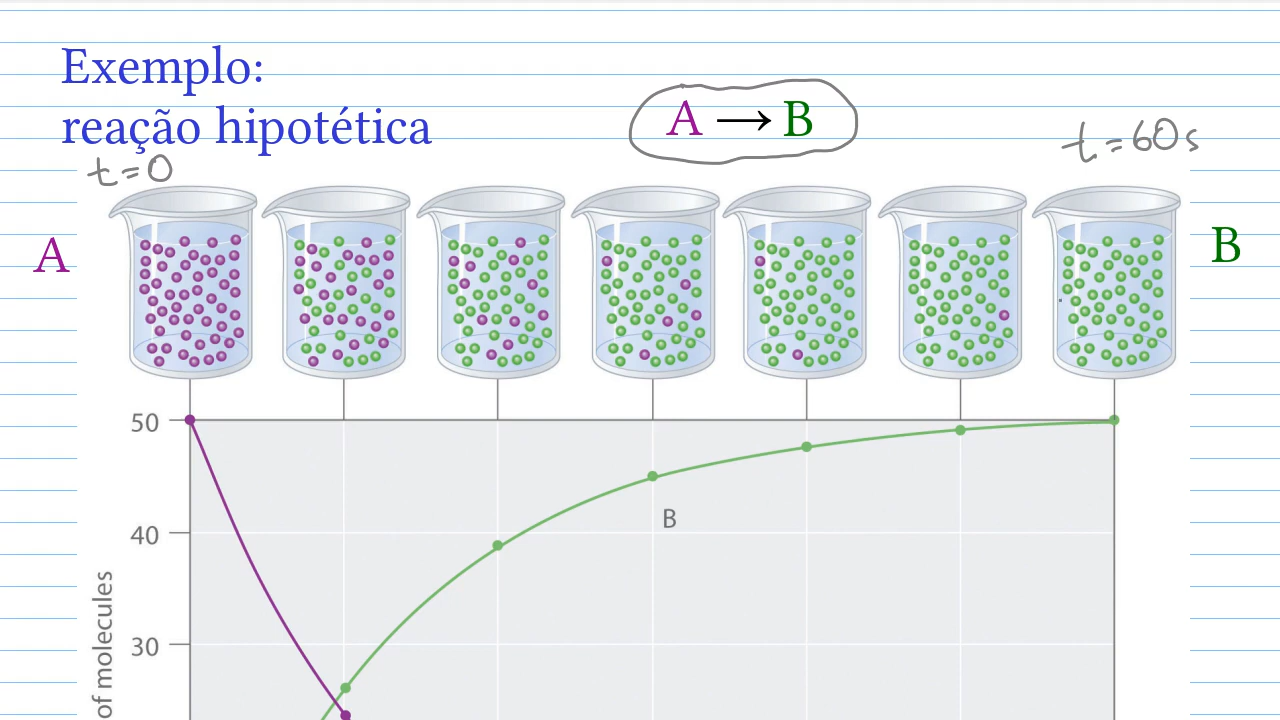 Exemplo:
reação hipotética
A → B
t=0
t=60s
A
B
50
40
30
B
of molecules